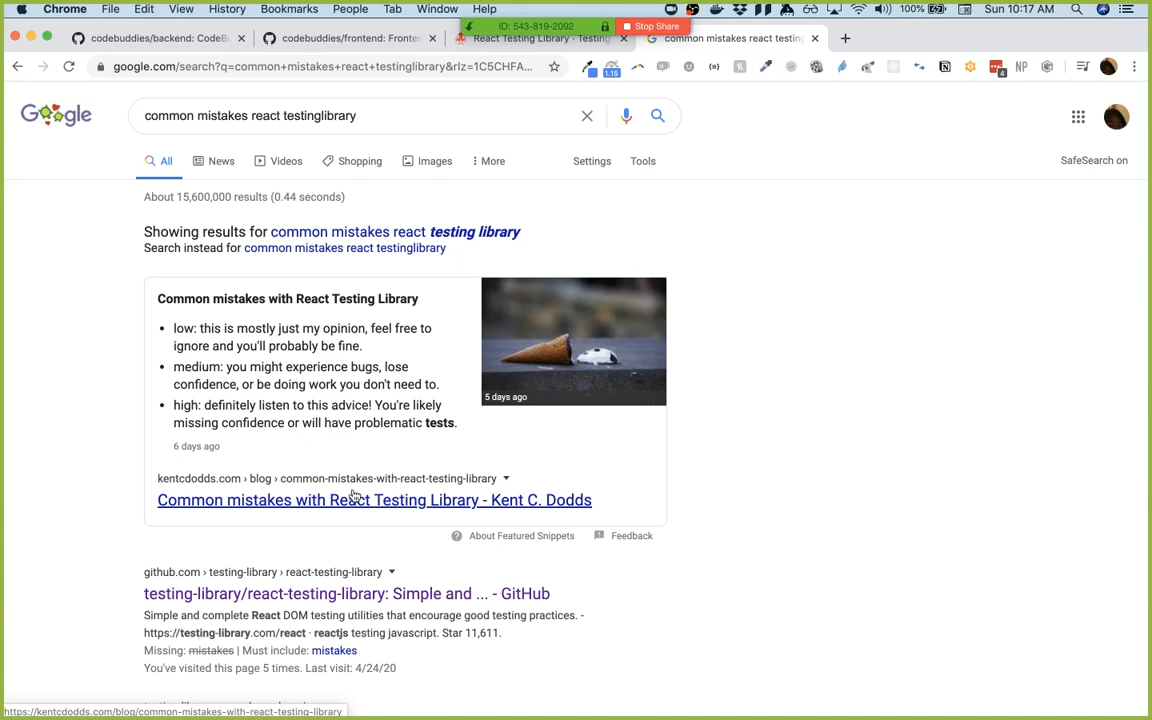 Chrome File Edit View History Bookmarks People Tab Window Help 100% Sun 10:17 AM
ID: 543-819-2092 Stop Share
codebuddies/backend: CodeBu codebuddies/frontend: Fronten React Testing Library · Testing common mistakes react testing
google.com/search?q=common+mistakes+react+testinglibrary&rlz=1C5CHFA... 1.15 4 NP
Google common mistakes react testinglibrary
All News Videos Shopping Images More Settings Tools SafeSearch on
About 15,600,000 results (0.44 seconds)
Showing results for common mistakes react testing library
Search instead for common mistakes react testinglibrary
Common mistakes with React Testing Library
• low: this is mostly just my opinion, feel free to
ignore and you'll probably be fine.
• medium: you might experience bugs, lose
confidence, or be doing work you don't need to.
• high: definitely listen to this advice! You're likely
missing confidence or will have problematic tests.
5 days ago
6 days ago
kentcdodds.com › blog › common-mistakes-with-react-testing-library
Common mistakes with React Testing Library - Kent C. Dodds
About Featured Snippets Feedback
github.com › testing-library › react-testing-library
testing-library/react-testing-library: Simple and ... - GitHub
Simple and complete React DOM testing utilities that encourage good testing practices. -
https://testing-library.com/react · reactjs testing javascript. Star 11,611.
Missing: mistakes | Must include: mistakes
You've visited this page 5 times. Last visit: 4/24/20
https://kentcdodds.com/blog/common-mistakes-with-react-testing-library